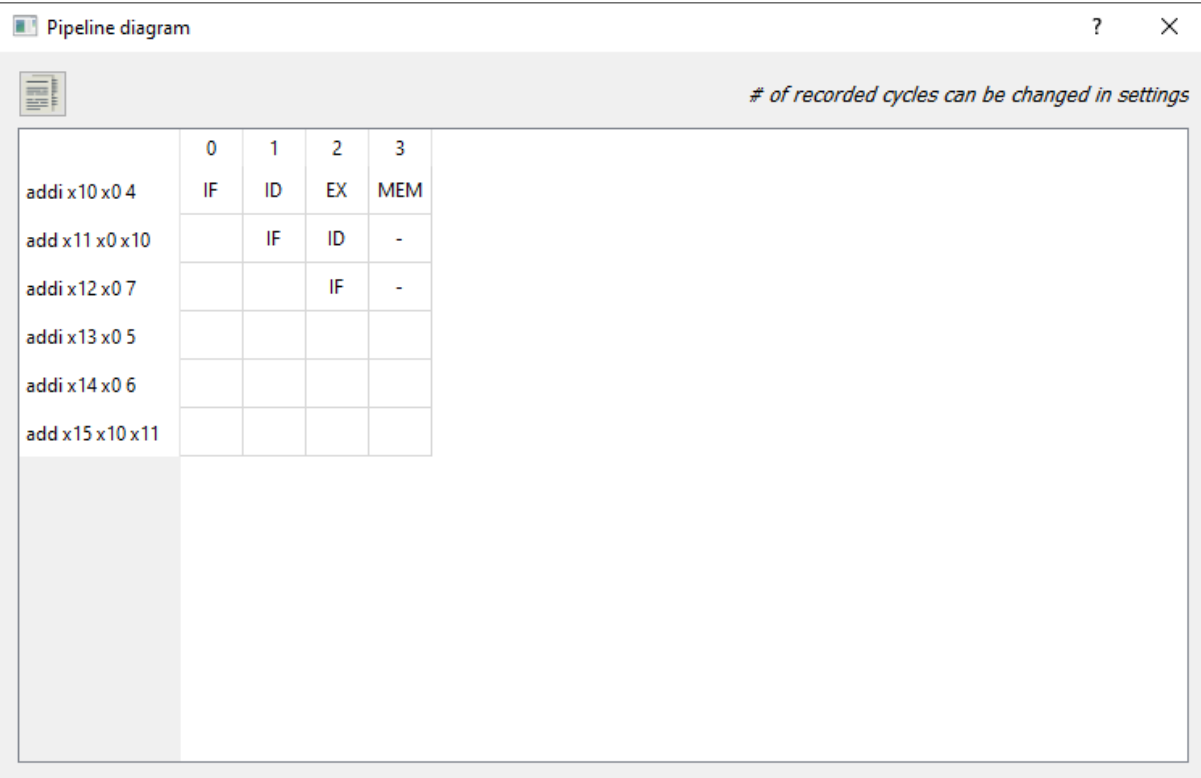 Pipeline diagram ?
# of recorded cycles can be changed in settings
0 1 2 3
addi x10 x0 4 IF ID EX MEM
add x11 x0 x10 IF ID -
addi x12 x0 7 IF -
addi x13 x0 5
addi x14 x0 6
add x15 x10 x11